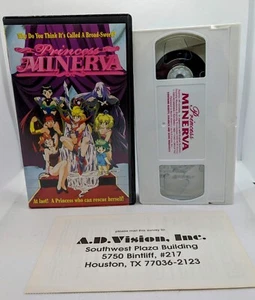 Who Do You Think It's Called A Broad-Sword?
Princess
MINERVA
At last! A Princess who can rescue herself!
Princess
MINERVA
A.D.Vision, Inc.
Southwest Plaza Building
5750 Bintliff, #217
Houston, TX 77036-2123